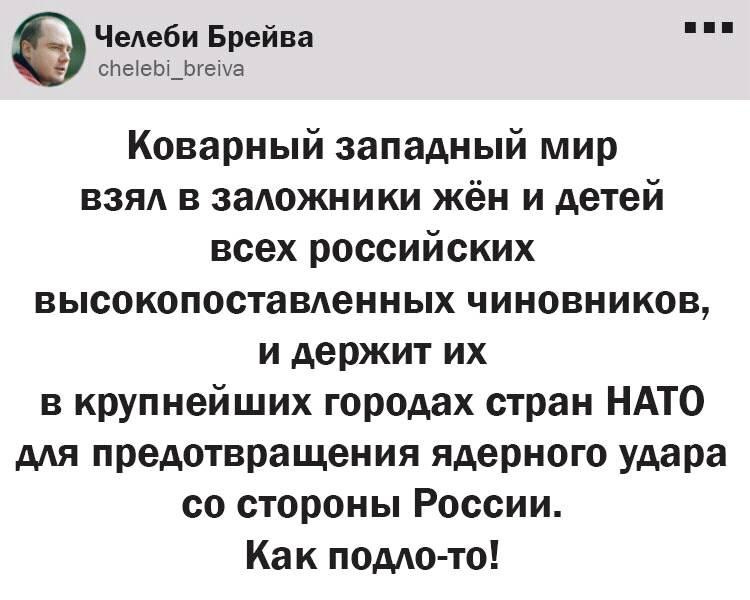 Челеби Брейва
chelebi_breiva
Коварный западный мир
взял в заложники жён и детей
всех российских
высокопоставленных чиновников,
и держит их
в крупнейших городах стран НАТО
для предотвращения ядерного удара
со стороны России.
Как подло-то!